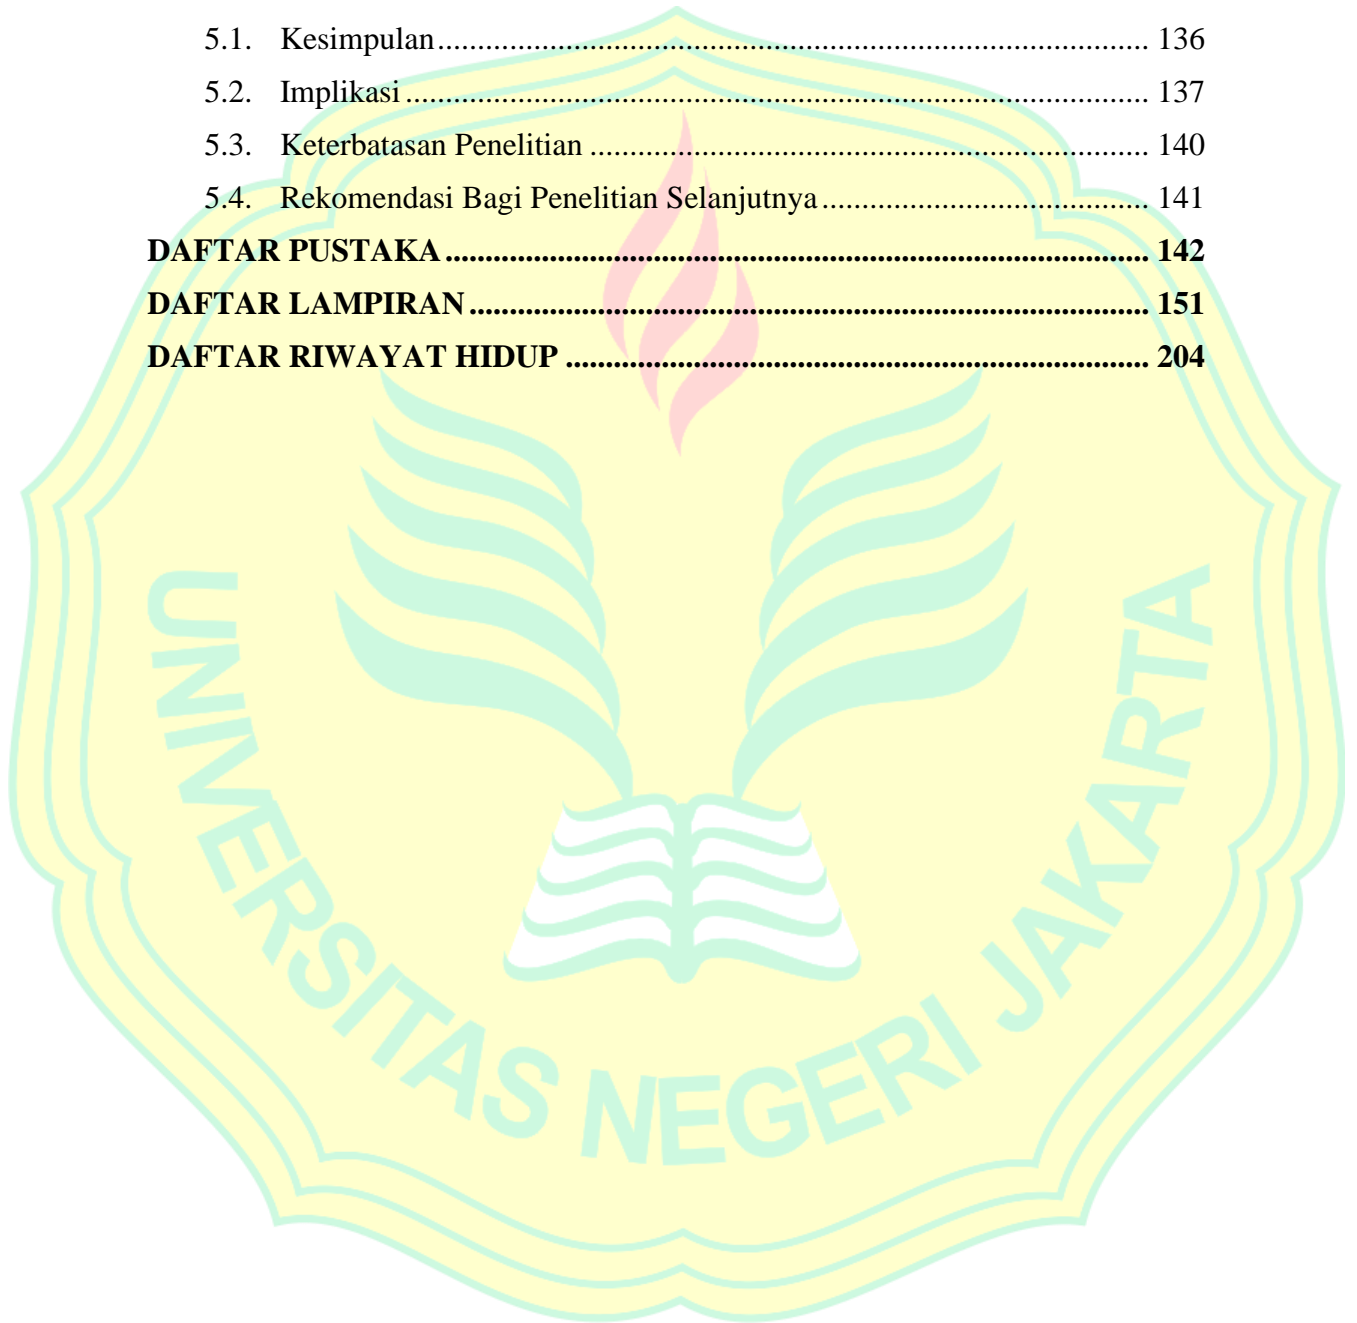 5.1. Kesimpulan........................................................................................ 136
5.2. Implikasi ............................................................................................ 137
5.3. Keterbatasan Penelitian ..................................................................... 140
5.4. Rekomendasi Bagi Penelitian Selanjutnya ........................................ 141
DAFTAR PUSTAKA ....................................................................................... 142
DAFTAR LAMPIRAN .................................................................................... 151
DAFTAR RIWAYAT HIDUP ........................................................................ 204
UNIVERSITAS NEGERI JAKARTA